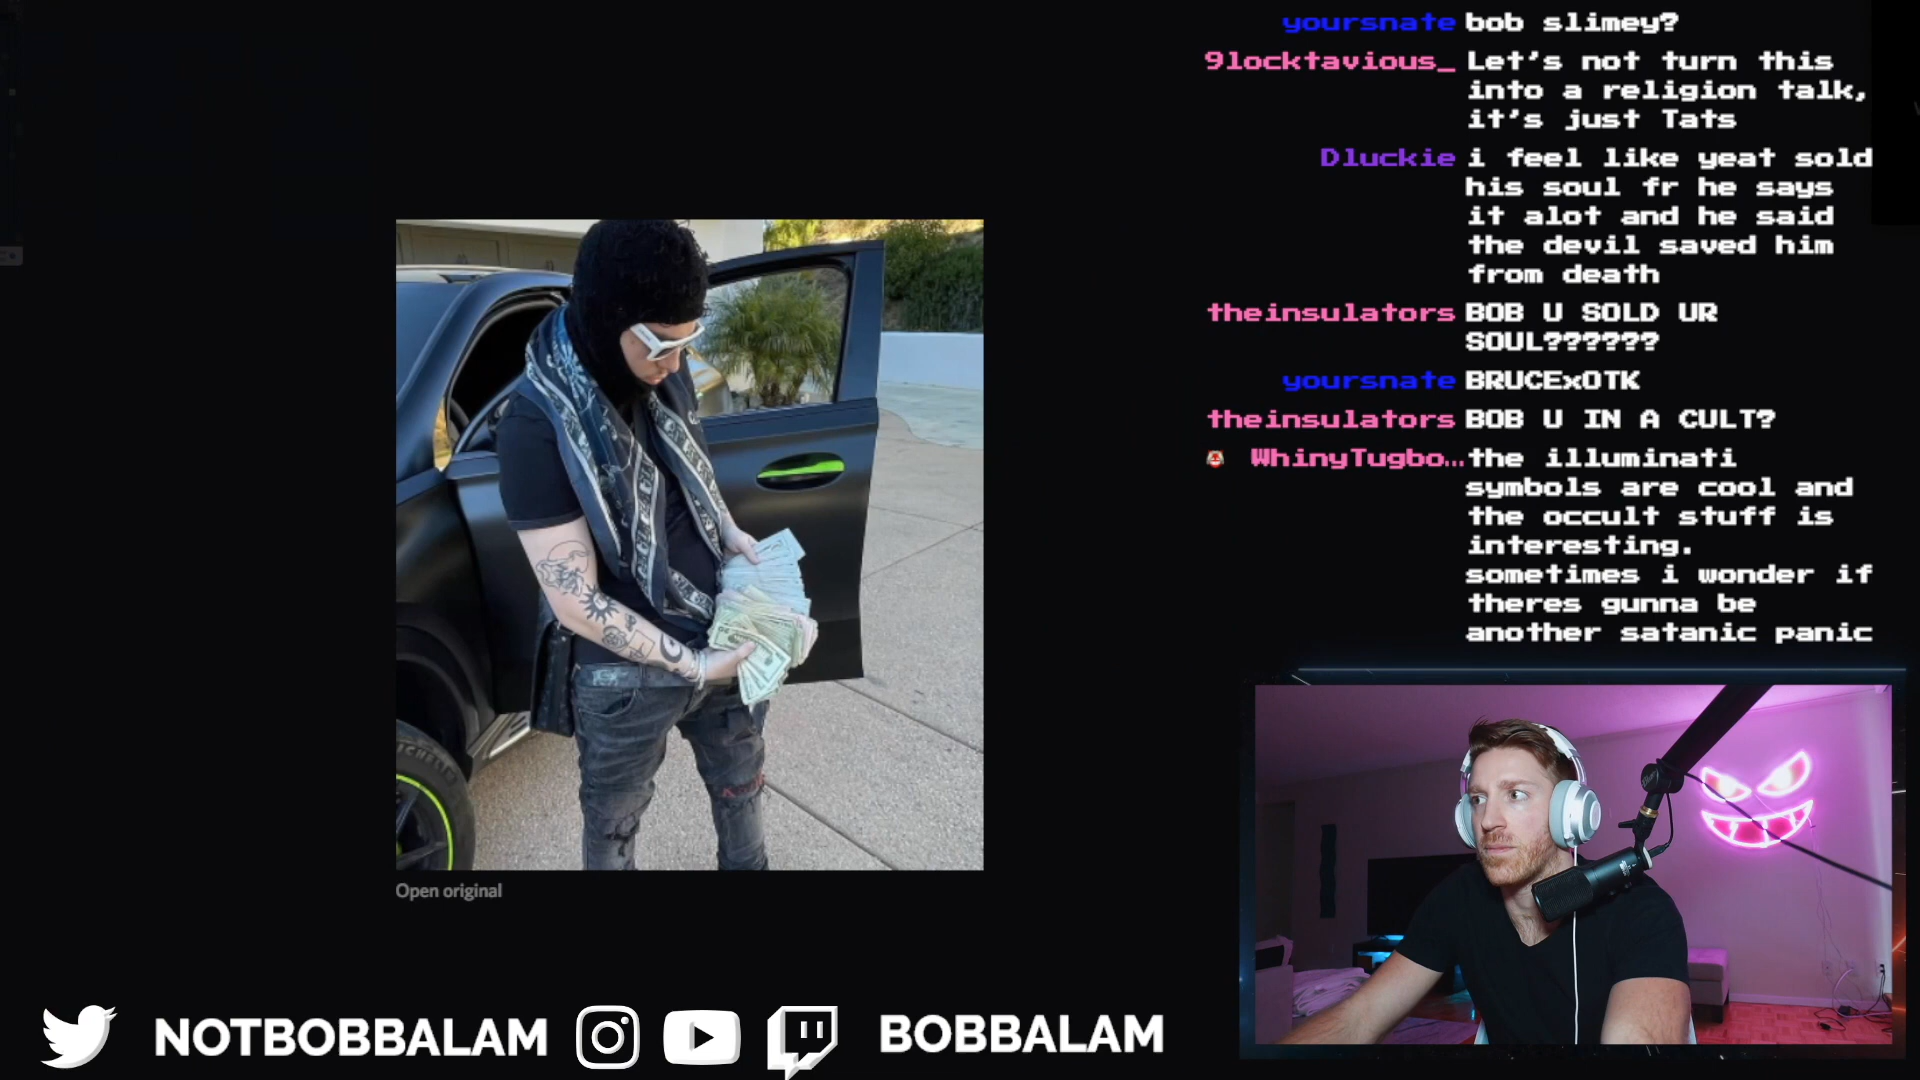 yoursnate bob slimey?
9locktavious_ Let's not turn this
into a religion talk,
it's just Tats
Dluckie i feel like yeat sold
his soul fr he says
it alot and he said
the devil saved him
from death
theinsulators BOB U SOLD UR
SOUL??????
yoursnate BRUCExOTK
theinsulators BOB U IN A CULT?
WhinyTugbo... the illuminati
symbols are cool and
the occult stuff is
interesting.
sometimes i wonder if
theres gunna be
another satanic panic
Open original
NOTBOBBALAM
BOBBALAM